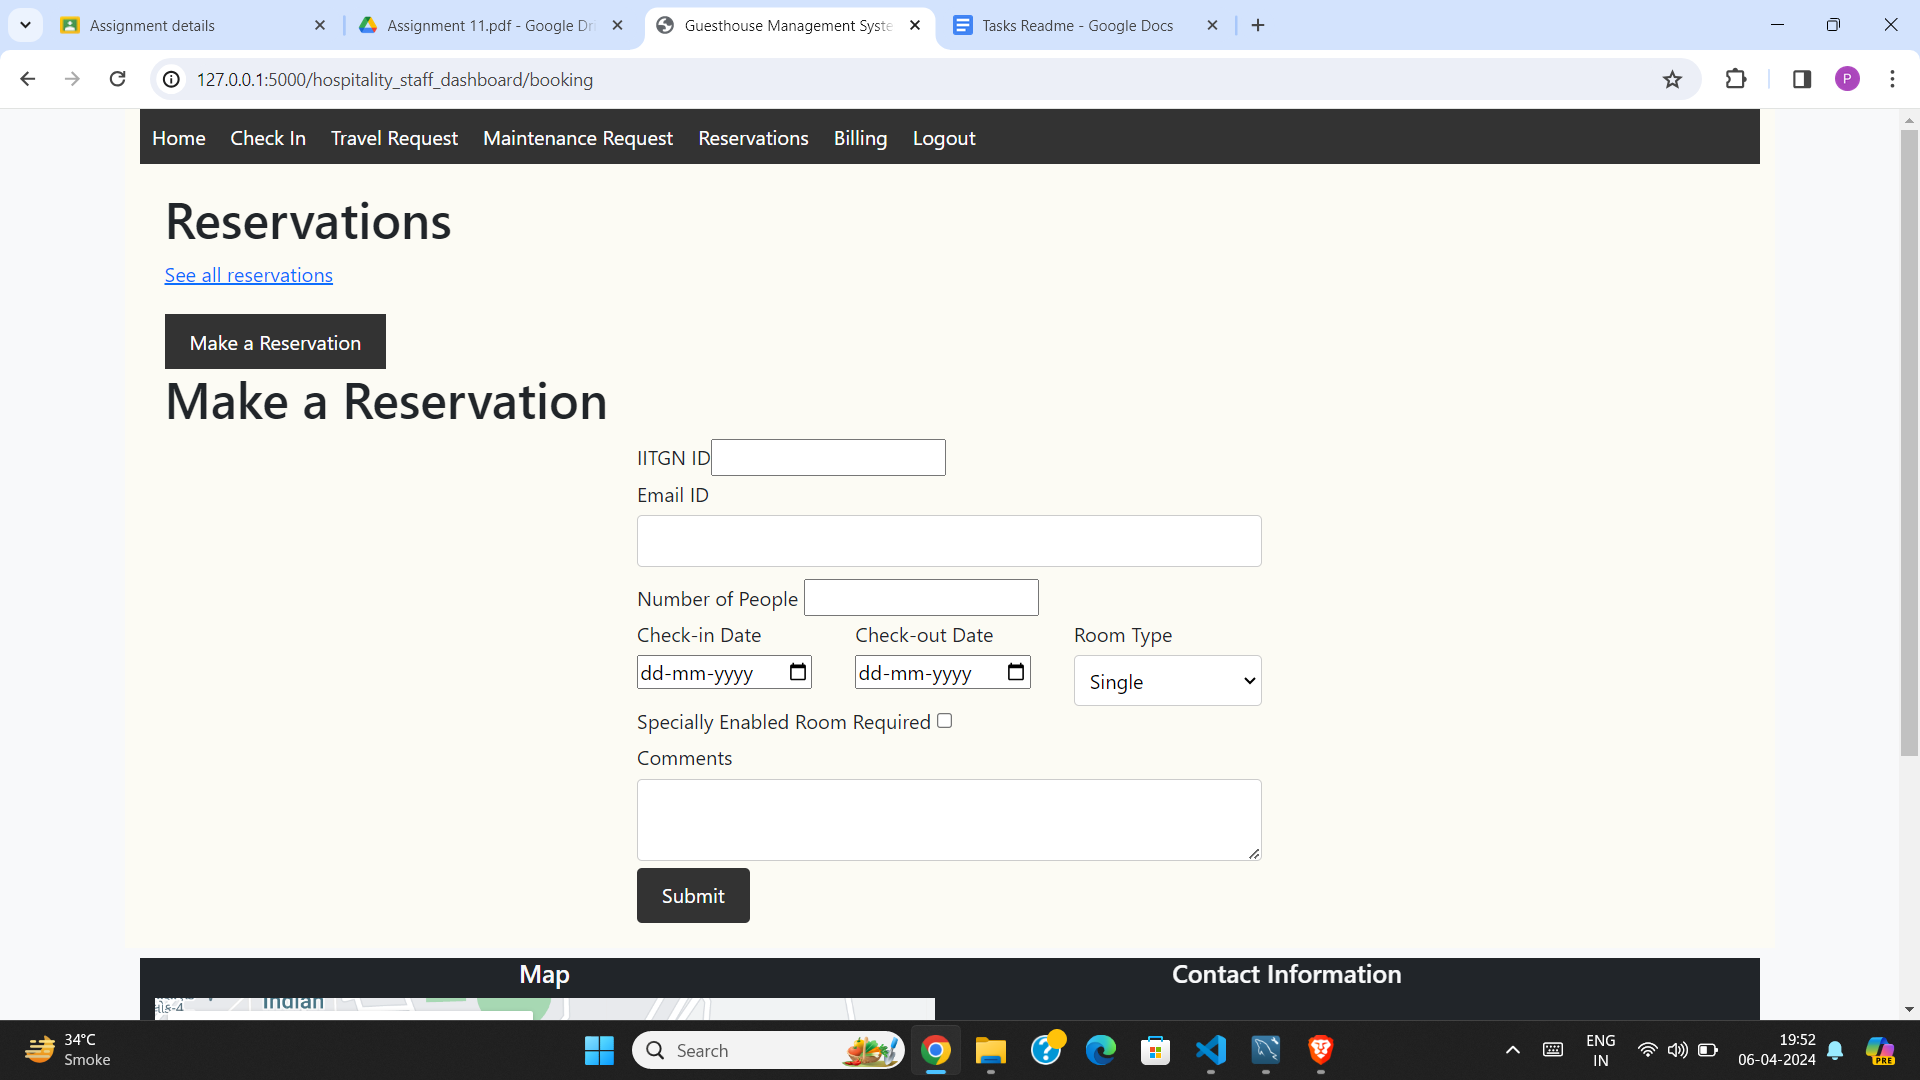 Assignment details
Assignment 11.pdf - Google Dri
Guesthouse Management Syste
Tasks Readme - Google Docs
127.0.0.1:5000/hospitality_staff_dashboard/booking
P
Home Check In Travel Request Maintenance Request Reservations Billing Logout
Reservations
See all reservations
Make a Reservation
Make a Reservation
IITGN ID
Email ID
Number of People
Check-in Date Check-out Date Room Type
dd-mm-yyyy dd-mm-yyyy Single
Specially Enabled Room Required
Comments
Submit
Map Contact Information
Indian
als-4
34°C
Smoke
Search
ENG
IN
19:52
06-04-2024
PRE